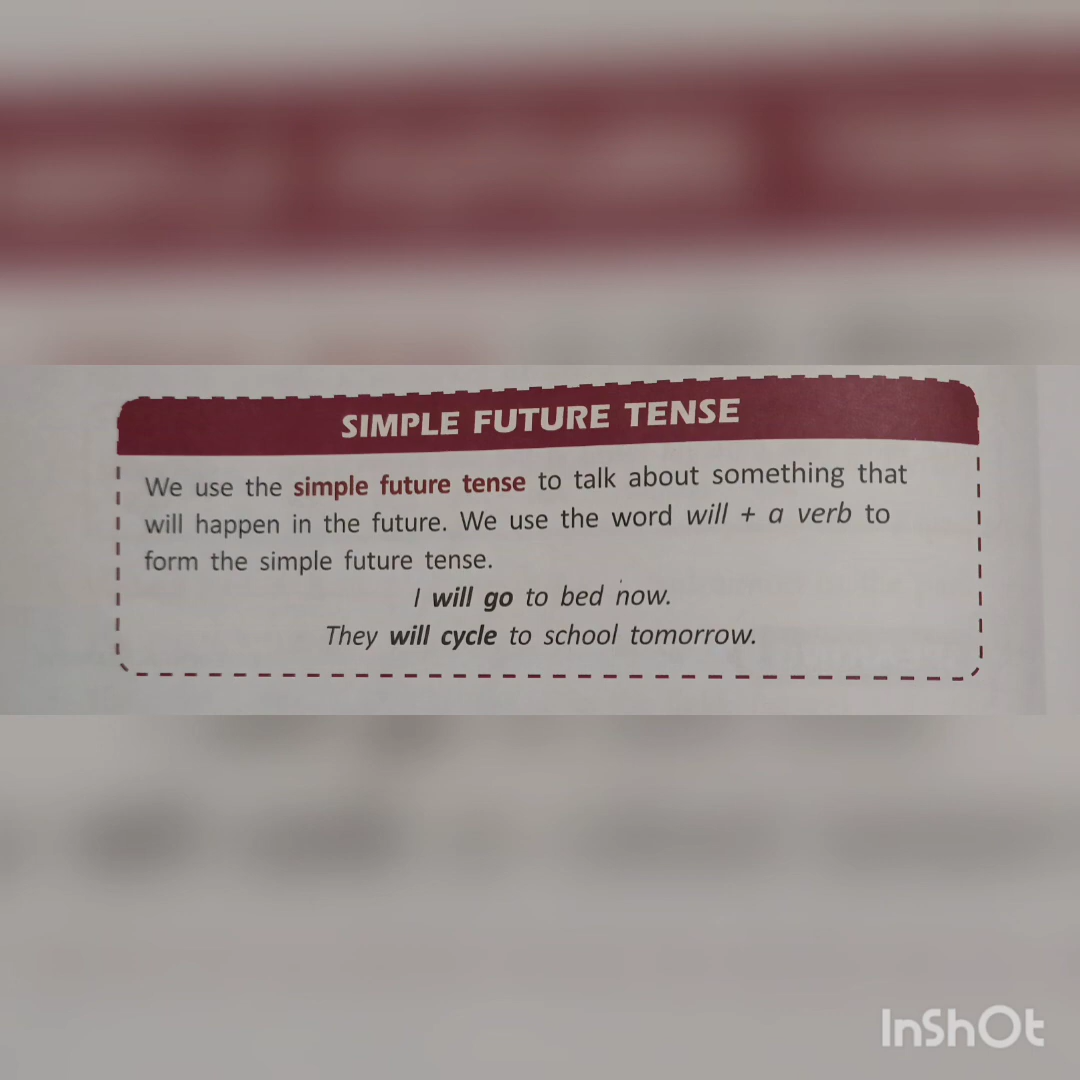 SIMPLE FUTURE TENSE
We use the simple future tense to talk about something that
will happen in the future. We use the word will + a verb to
form the simple future tense.
I will go to bed now.
They will cycle to school tomorrow.
InShOt